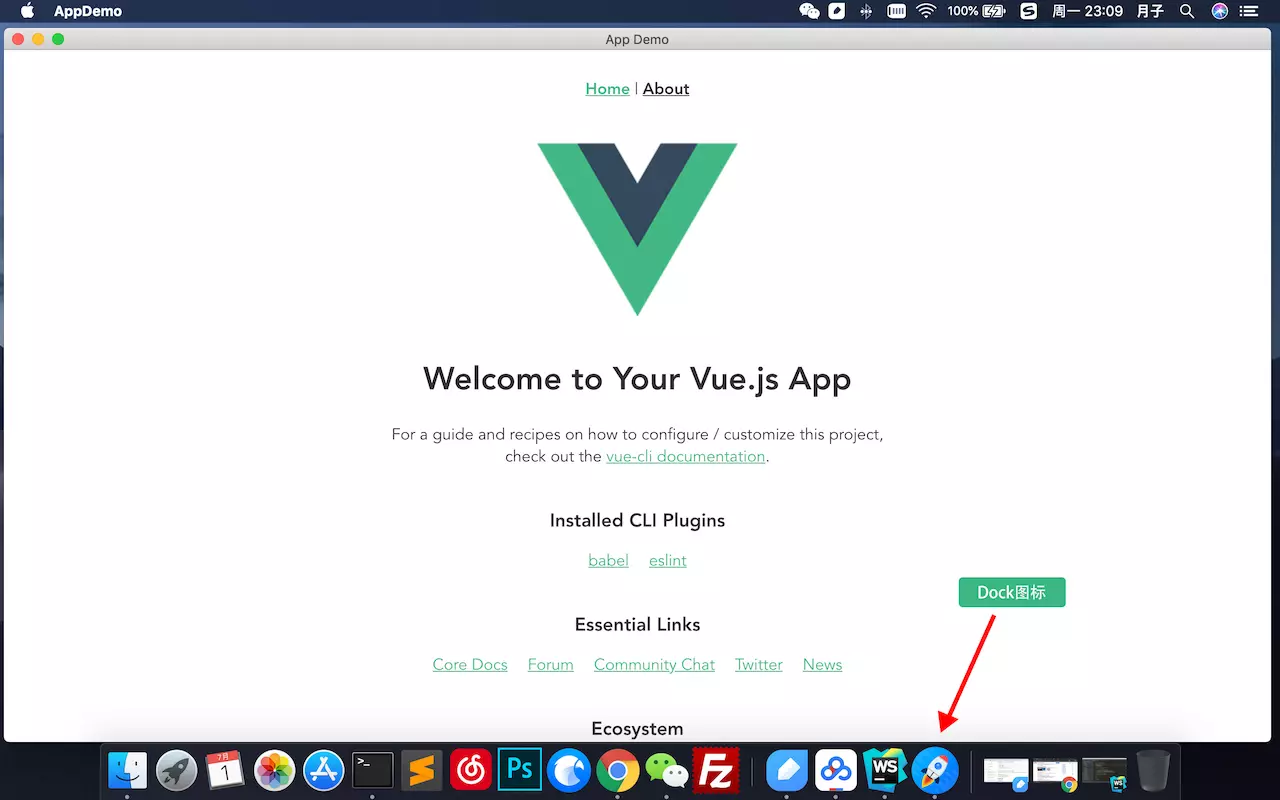 AppDemo 100% S 周一 23:09 月子
App Demo
Home | About
Welcome to Your Vue.js App
For a guide and recipes on how to configure / customize this project,
check out the vue-cli documentation.
Installed CLI Plugins
babel eslint
Dock图标
Essential Links
Core Docs Forum Community Chat Twitter News
Ecosystem
7月
1
>_
Ps
Fz
WS
WS